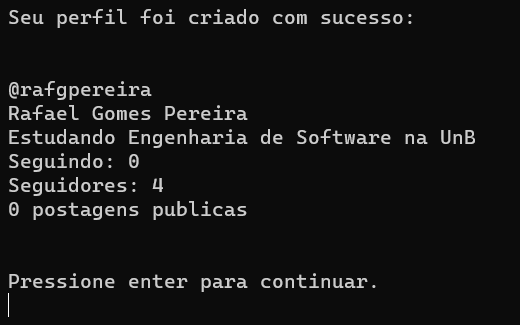 Seu perfil foi criado com sucesso:
@rafgpereira
Rafael Gomes Pereira
Estudando Engenharia de Software na UnB
Seguindo: 0
Seguidores: 4
0 postagens publicas
Pressione enter para continuar.